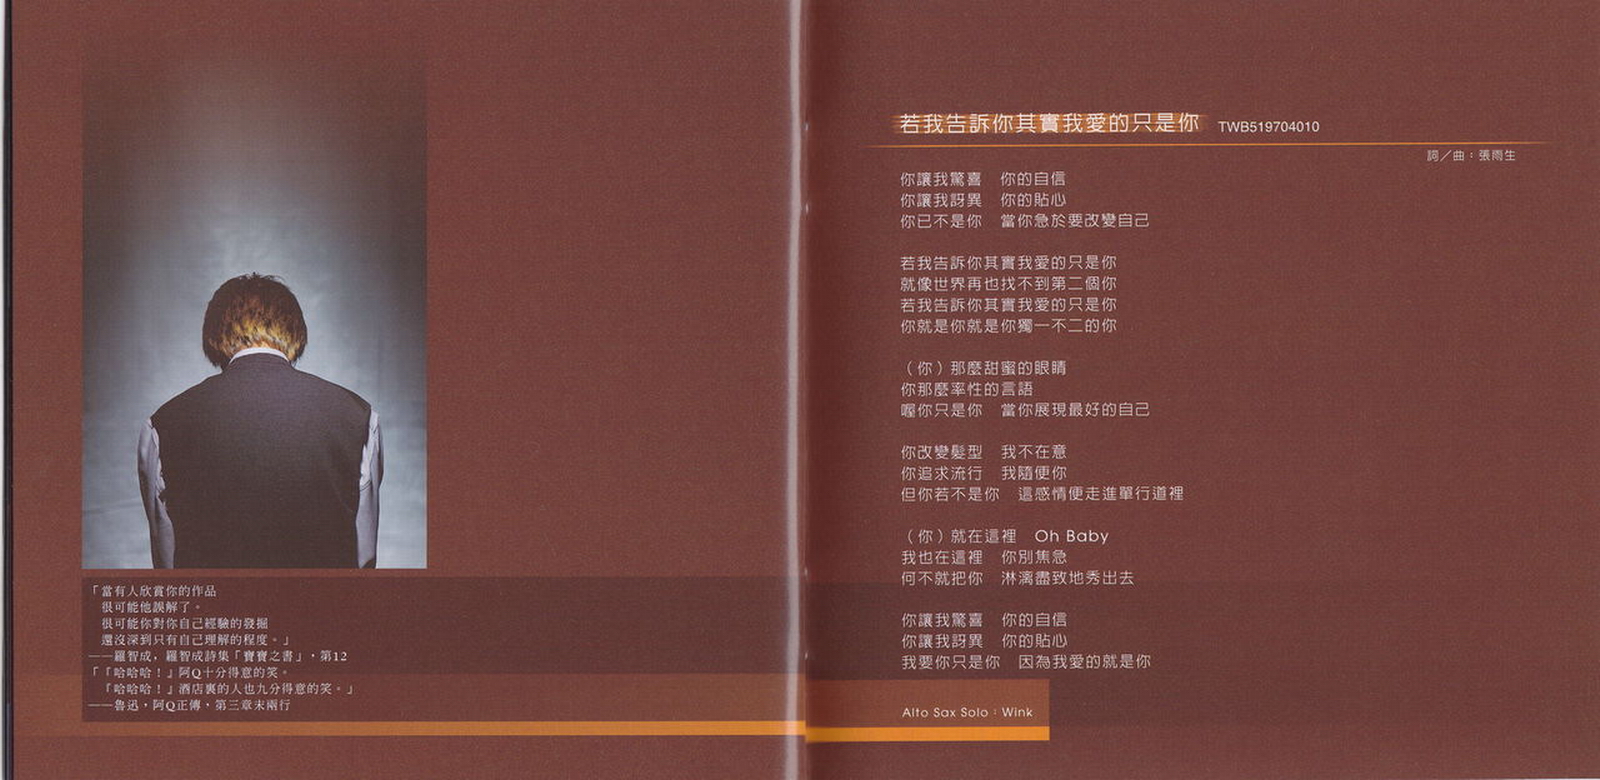 「當有人欣賞你的作品
很可能他誤解了。
很可能你對你自己經驗的發掘
還沒深到只有自己理解的程度。」
——羅智成，羅智成詩集「寶寶之書」，第12
「『哈哈哈！』阿Q十分得意的笑。
『哈哈哈！』酒店裏的人也九分得意的笑。」
——魯迅，阿Q正傳，第三章末兩行
若我告訴你其實我愛的只是你 TWB519704010
詞／曲：張雨生
你讓我驚喜　你的自信
你讓我訝異　你的貼心
你已不是你　當你急於要改變自己
若我告訴你其實我愛的只是你
就像世界再也找不到第二個你
若我告訴你其實我愛的只是你
你就是你就是你獨一不二的你
（你）那麼甜蜜的眼睛
你那麼率性的言語
喔你只是你　當你展現最好的自己
你改變髮型　我不在意
你追求流行　我隨便你
但你若不是你　這感情便走進單行道裡
（你）就在這裡　Oh Baby
我也在這裡　你別焦急
何不就把你　淋漓盡致地秀出去
你讓我驚喜　你的自信
你讓我訝異　你的貼心
我要你只是你　因為我愛的就是你
Alto Sax Solo：Wink